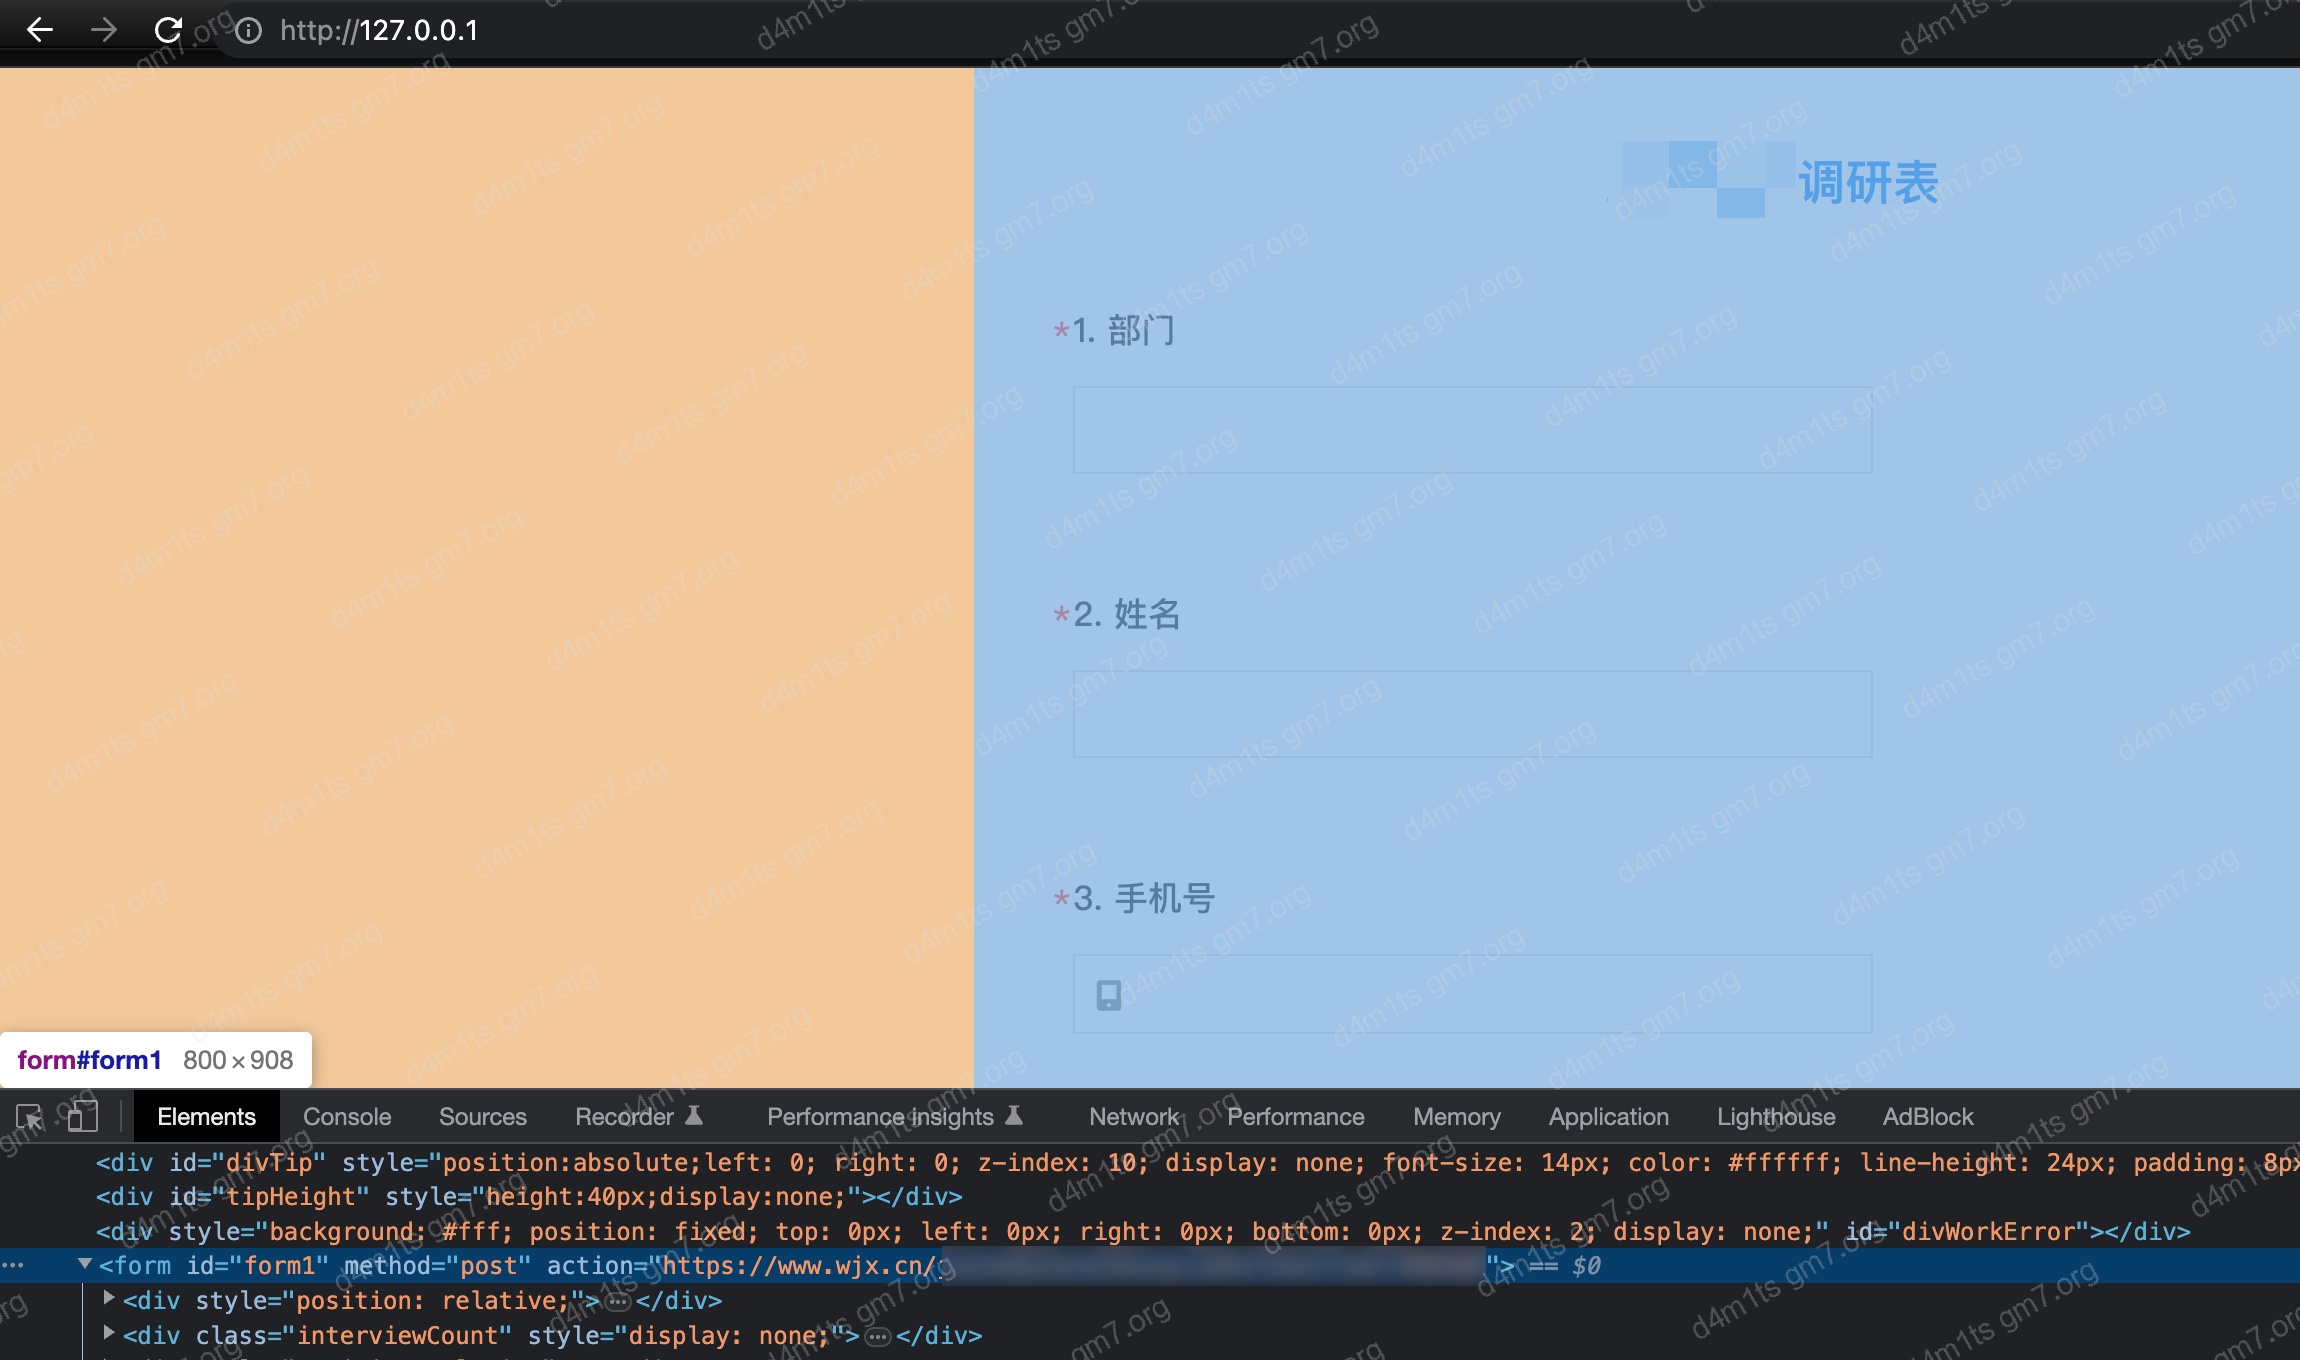 http://127.0.0.1
调研表
*1. 部门
*2. 姓名
*3. 手机号
form#form1 800×908
Elements Console Sources Recorder Performance insights Network Performance Memory Application Lighthouse AdBlock
<div id="divTip" style="position:absolute;left: 0; right: 0; z-index: 10; display: none; font-size: 14px; color: #ffffff; line-height: 24px; padding: 8px
<div id="tipHeight" style="height:40px;display:none;"></div>
<div style="background: #fff; position: fixed; top: 0px; left: 0px; right: 0px; bottom: 0px; z-index: 2; display: none;" id="divWorkError"></div>
<form id="form1" method="post" action="https://www.wjx.cn/ "> == $0
<div style="position: relative;">…</div>
<div class="interviewCount" style="display: none;">…</div>
d4m1ts gm7.org